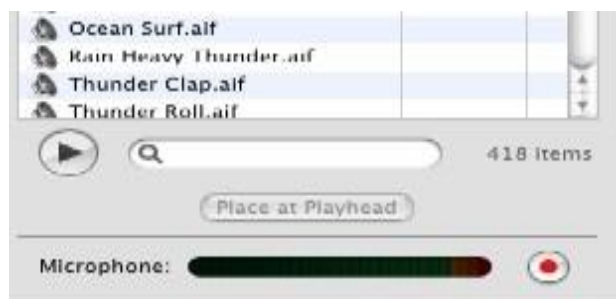 Ocean Surf.aif
Rain Heavy Thunder.aif
Thunder Clap.aif
Thunder Roll.aif
418 items
Place at Playhead
Microphone: